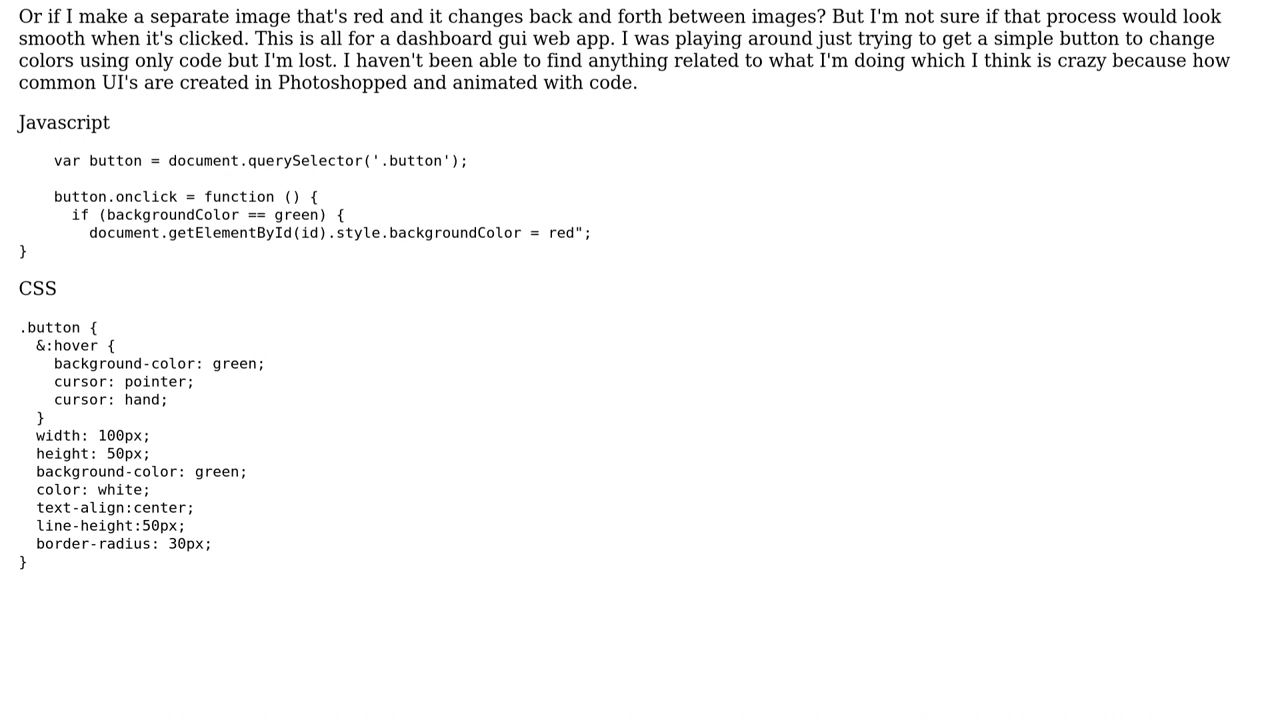 Or if I make a separate image that's red and it changes back and forth between images? But I'm not sure if that process would look
smooth when it's clicked. This is all for a dashboard gui web app. I was playing around just trying to get a simple button to change
colors using only code but I'm lost. I haven't been able to find anything related to what I'm doing which I think is crazy because how
common UI's are created in Photoshopped and animated with code.
Javascript
var button = document.querySelector('.button');
button.onclick = function () {
if (backgroundColor == green) {
document.getElementById(id).style.backgroundColor = red";
}
CSS
.button {
&:hover {
background-color: green;
cursor: pointer;
cursor: hand;
}
width: 100px;
height: 50px;
background-color: green;
color: white;
text-align:center;
line-height:50px;
border-radius: 30px;
}